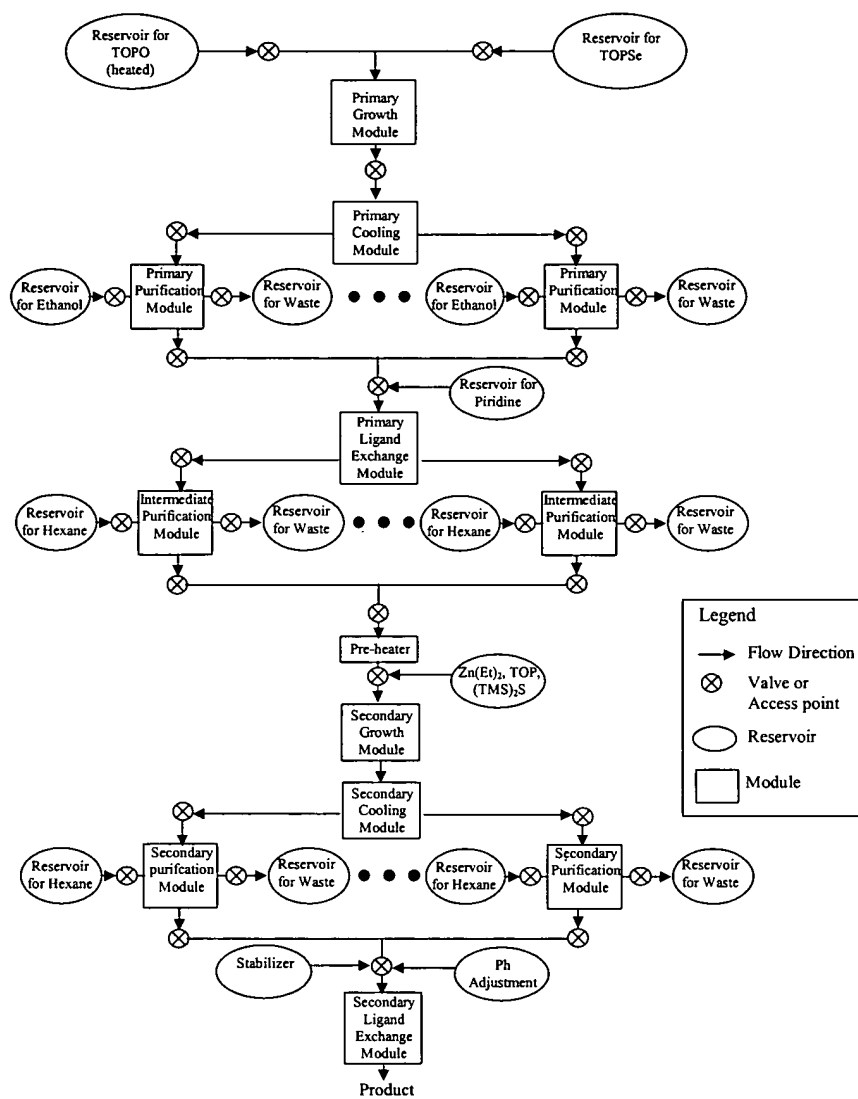 Reservoir for
TOPO
(heated)
Reservoir for
TOPSe
Primary
Growth
Module
Primary
Cooling
Module
Reservoir
for Ethanol
Primary
Purification
Module
Reservoir
for Waste
Reservoir
for Ethanol
Primary
Purification
Module
Reservoir
for Waste
Reservoir for
Piridine
Primary
Ligand
Exchange
Module
Reservoir
for Hexane
Intermediate
Purification
Module
Reservoir
for Waste
Reservoir
for Hexane
Intermediate
Purification
Module
Reservoir
for Waste
Pre-heater
Zn(Et)₂, TOP,
(TMS)₂S
Secondary
Growth
Module
Legend
Flow Direction
Valve or
Access point
Reservoir
Module
Secondary
Cooling
Module
Reservoir
for Hexane
Secondary
purification
Module
Reservoir
for Waste
Reservoir
for Hexane
Secondary
Purification
Module
Reservoir
for Waste
Stabilizer
Ph
Adjustment
Secondary
Ligand
Exchange
Module
Product